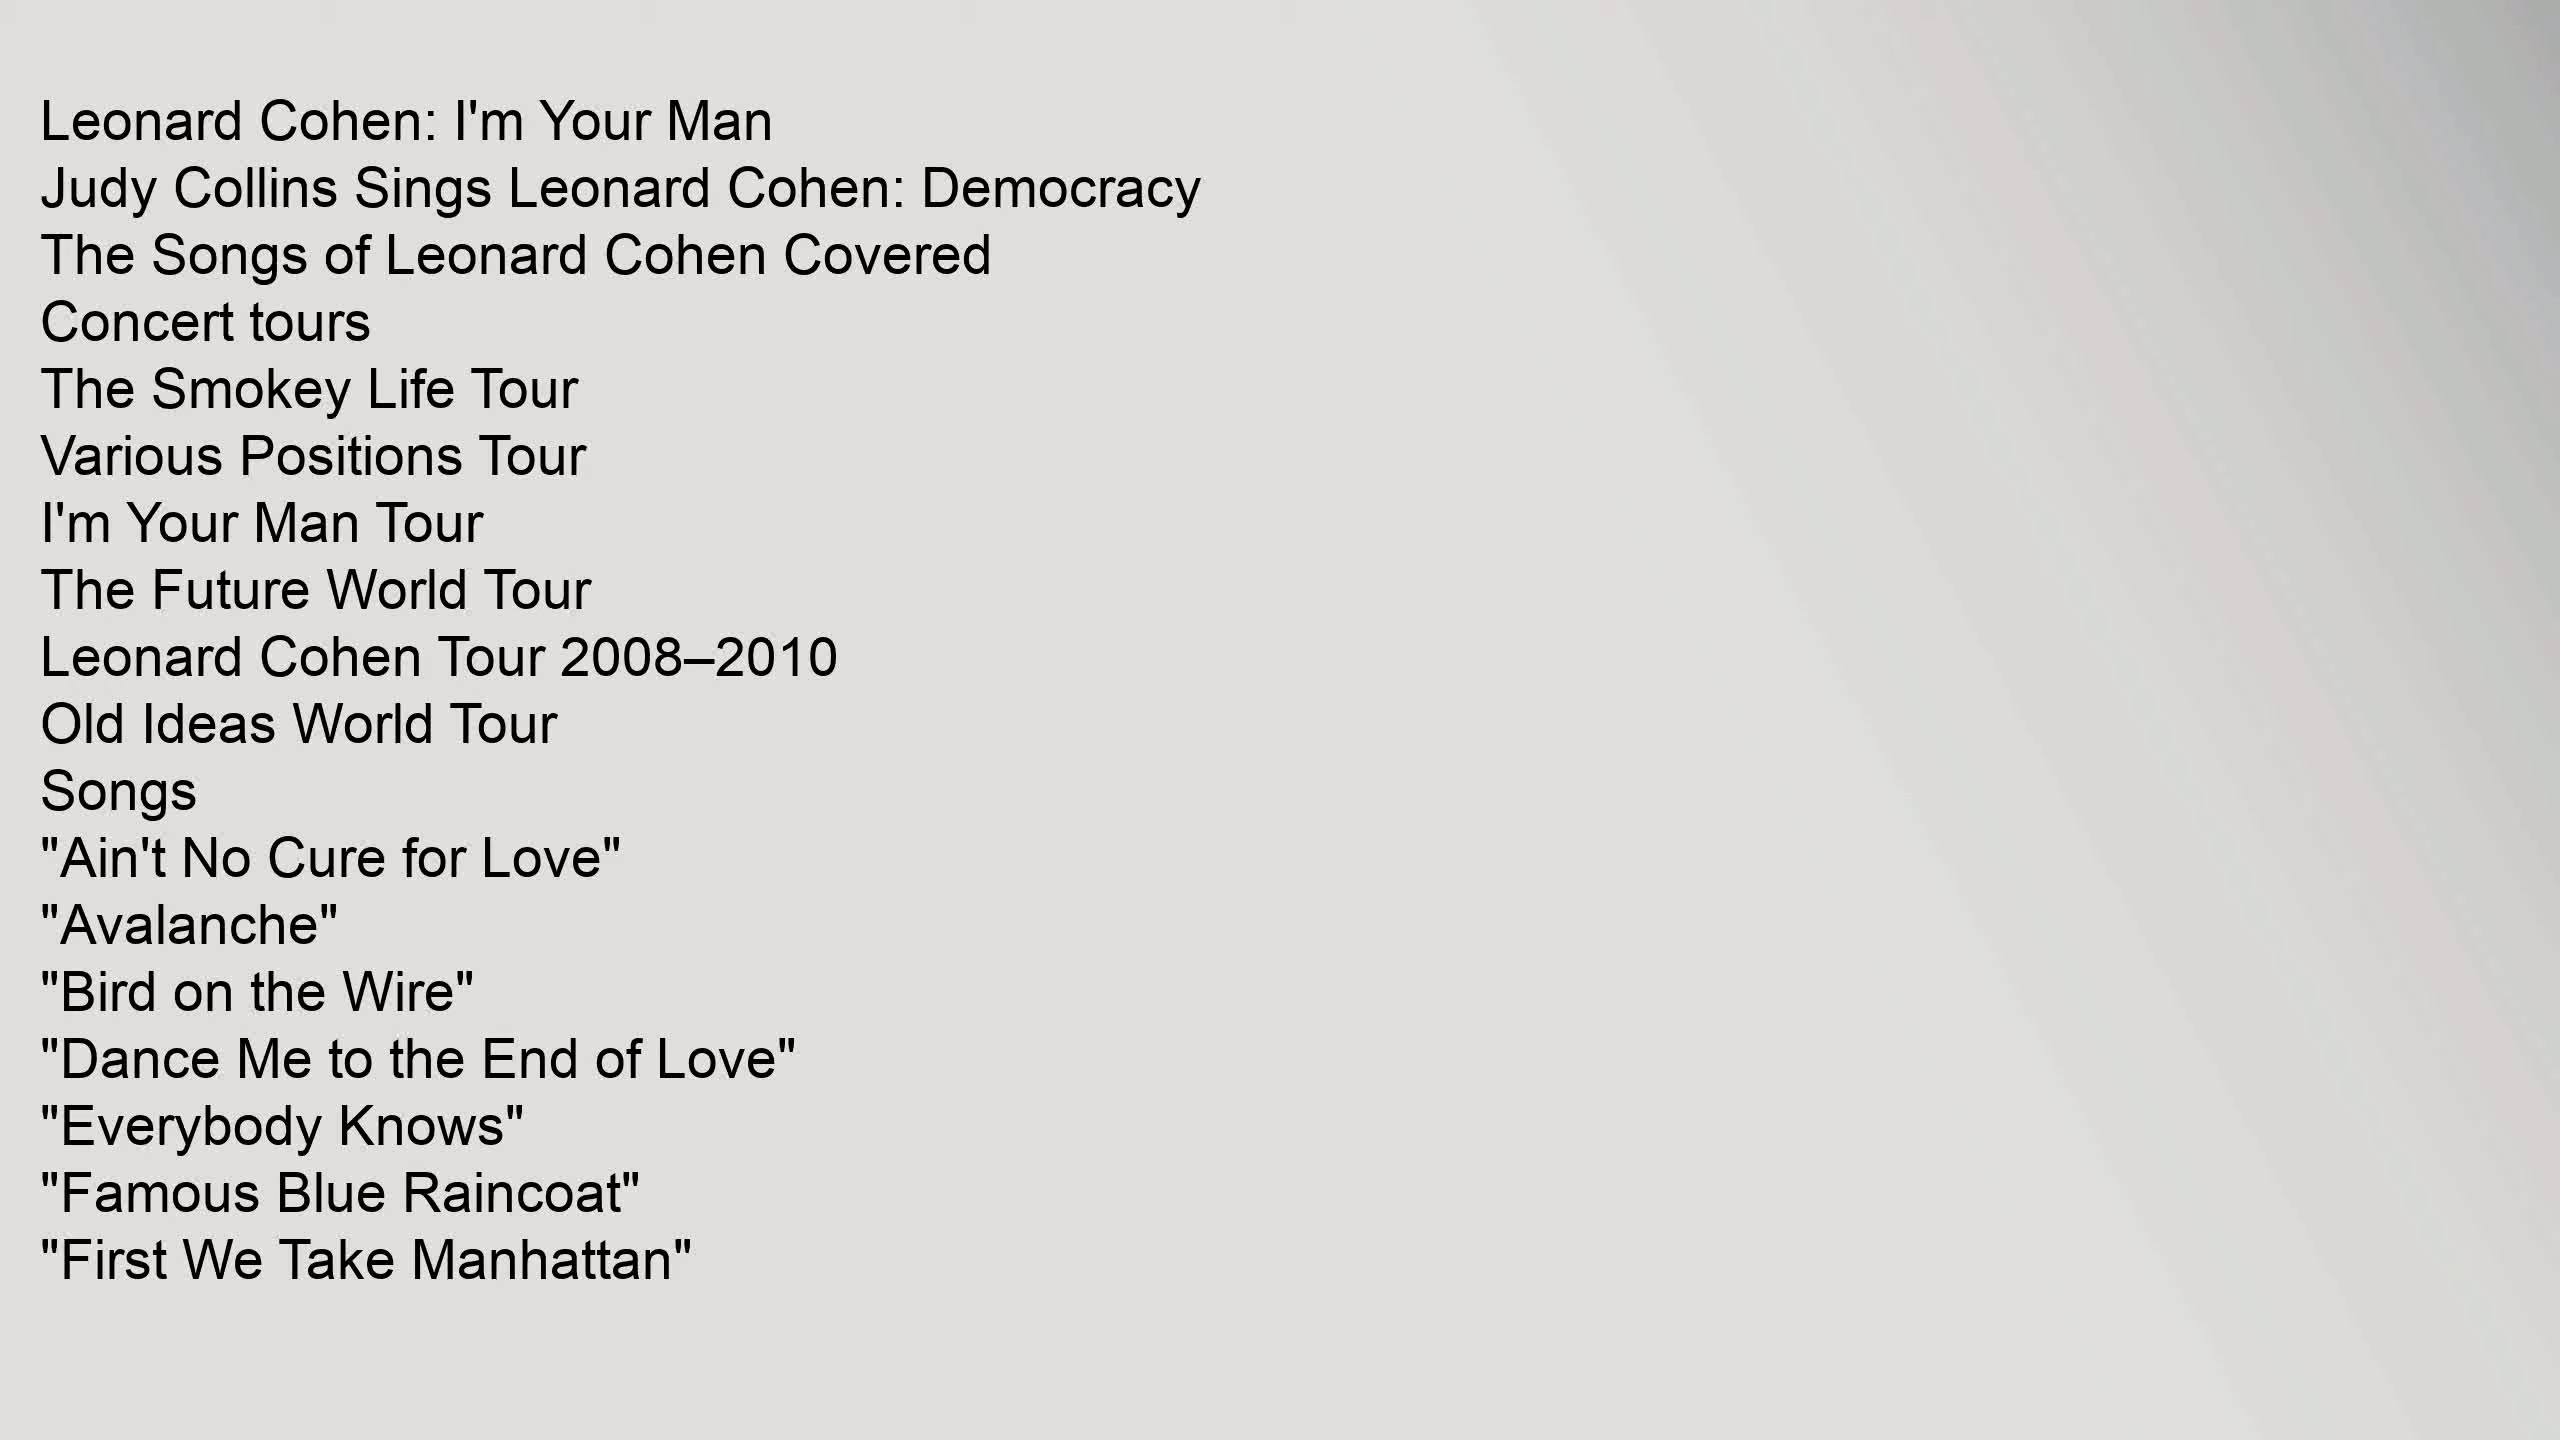 Leonard Cohen: I'm Your Man
Judy Collins Sings Leonard Cohen: Democracy
The Songs of Leonard Cohen Covered
Concert tours
The Smokey Life Tour
Various Positions Tour
I'm Your Man Tour
The Future World Tour
Leonard Cohen Tour 2008–2010
Old Ideas World Tour
Songs
"Ain't No Cure for Love"
"Avalanche"
"Bird on the Wire"
"Dance Me to the End of Love"
"Everybody Knows"
"Famous Blue Raincoat"
"First We Take Manhattan"